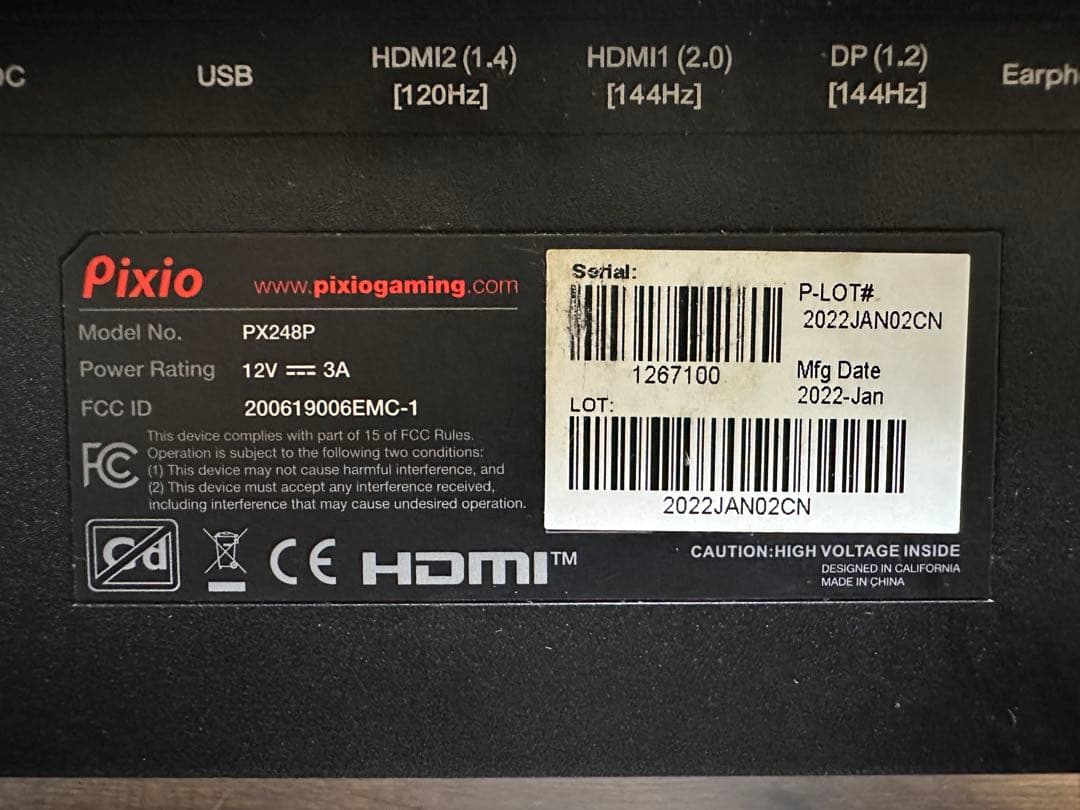 DC
USB
HDMI2 (1.4)
[120Hz]
HDMI1 (2.0)
[144Hz]
DP (1.2)
[144Hz]
Earph
Pixio
www.pixiogaming.com
Model No. PX248P
Power Rating 12V ⎓ 3A
FCC ID 200619006EMC-1
FC
This device complies with part of 15 of FCC Rules.
Operation is subject to the following two conditions:
(1) This device may not cause harmful interference, and
(2) This device must accept any interference received,
including interference that may cause undesired operation.
Cd
CE
HDMI™
Serial:
1267100
P-LOT#
2022JAN02CN
Mfg Date
2022-Jan
LOT:
2022JAN02CN
CAUTION:HIGH VOLTAGE INSIDE
DESIGNED IN CALIFORNIA
MADE IN CHINA